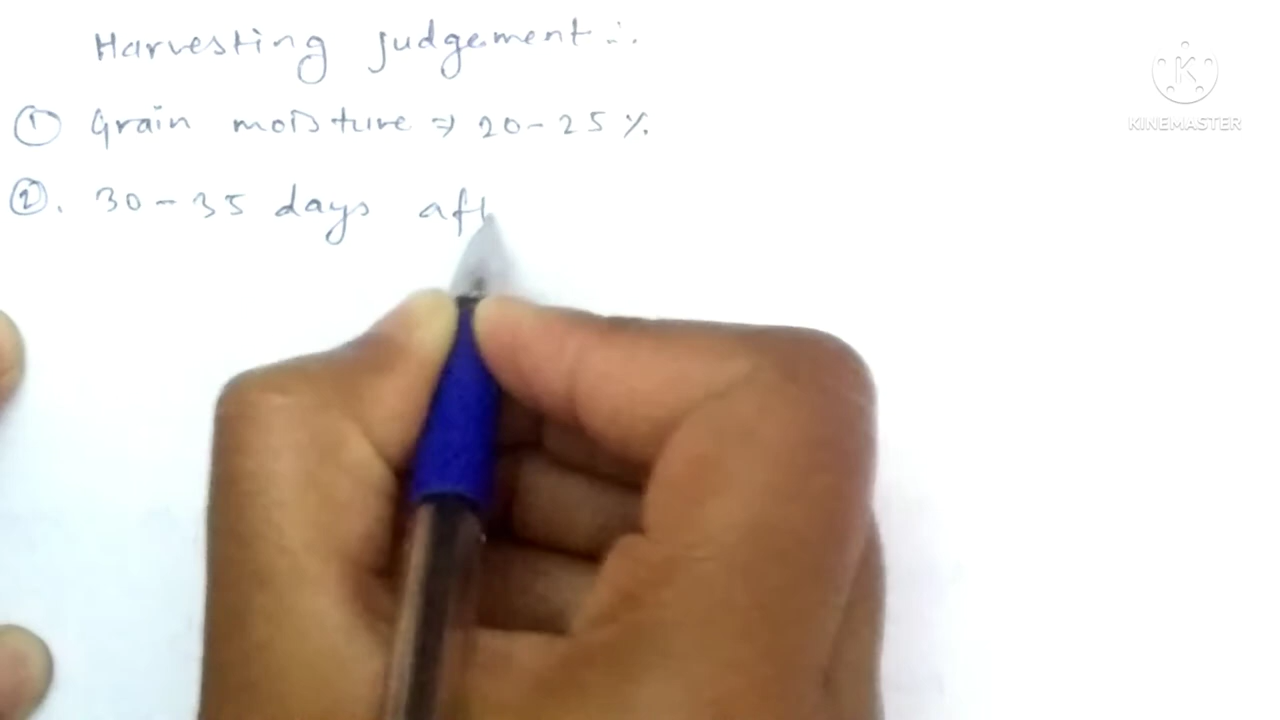 Harvesting judgement :-
① Grain moisture ⇒ 20-25 %
②. 30-35 days aft
K
KINEMASTER